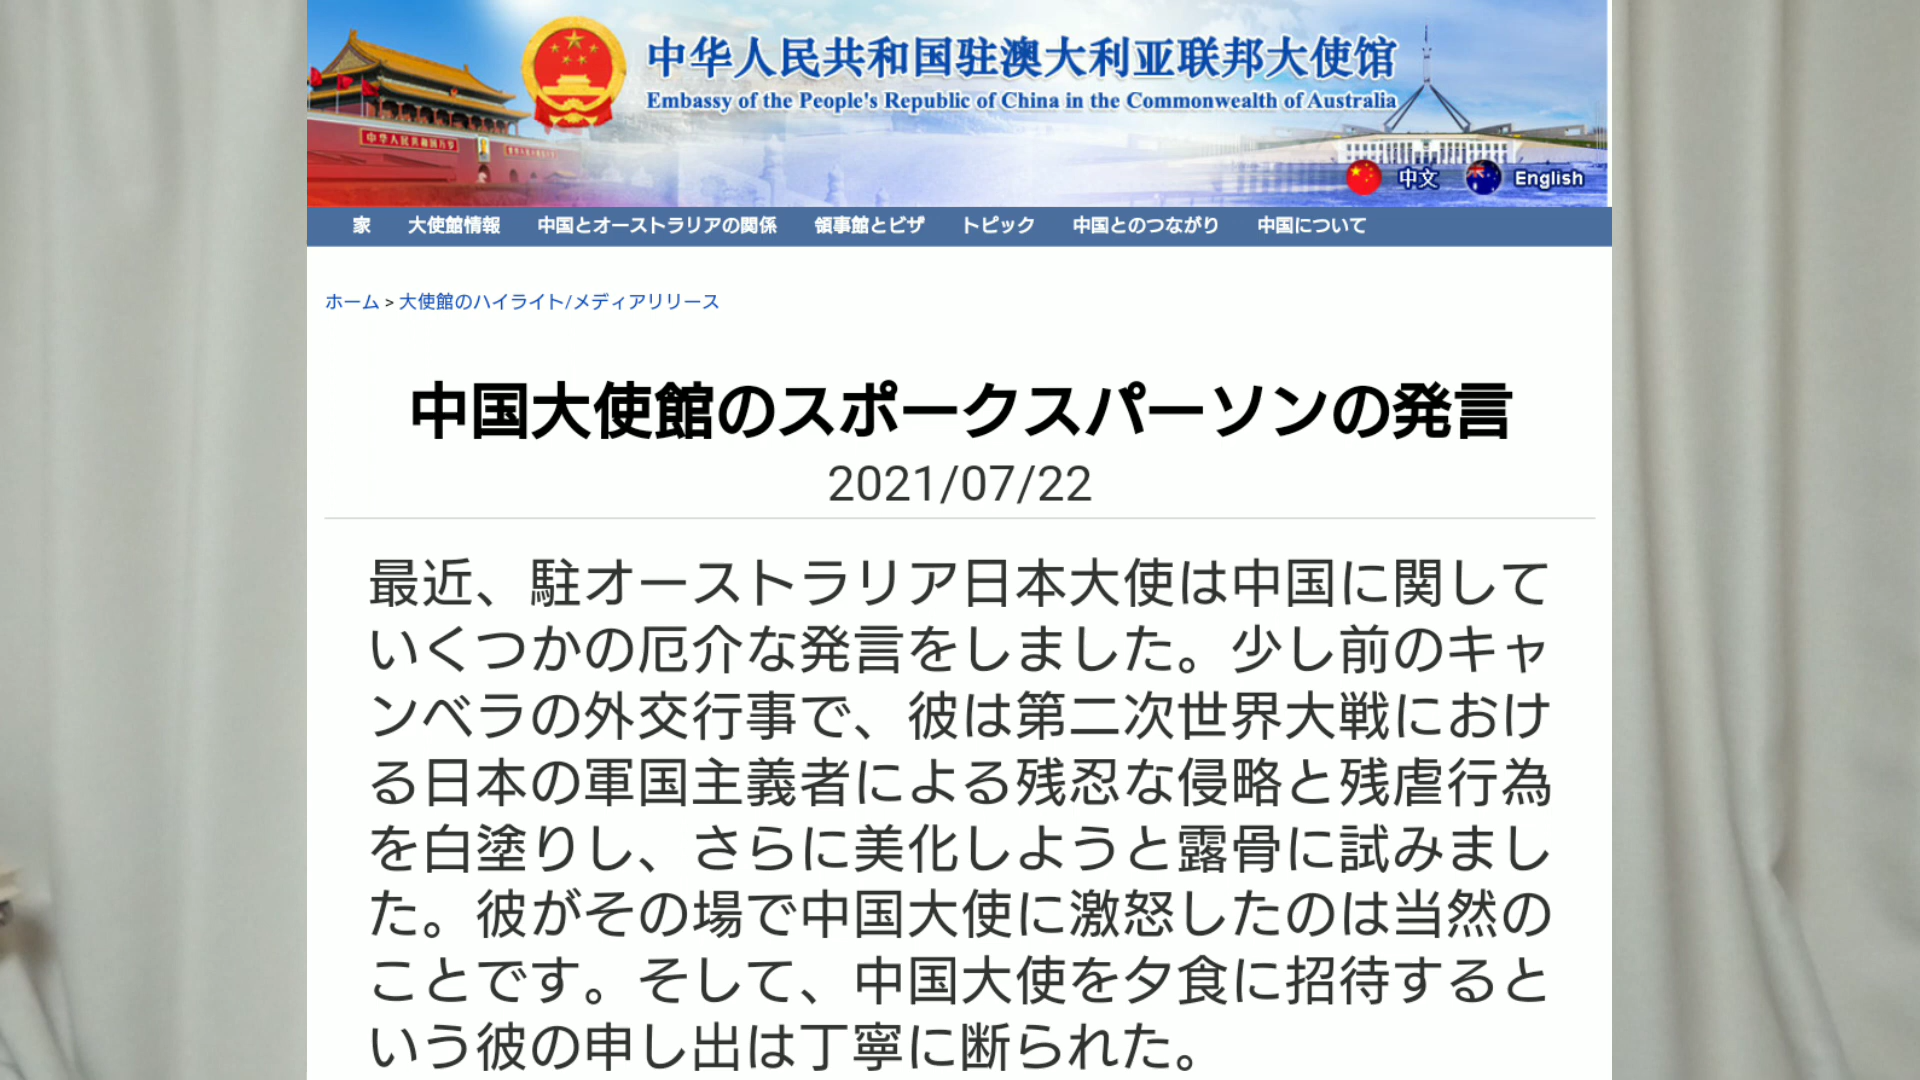 中华人民共和国驻澳大利亚联邦大使馆
Embassy of the People's Republic of China in the Commonwealth of Australia
中华人民共和国万岁
中文 English
家 大使館情報 中国とオーストラリアの関係 領事館とビザ トピック 中国とのつながり 中国について
ホーム > 大使館のハイライト/メディアリリース
中国大使館のスポークスパーソンの発言
2021/07/22
最近、駐オーストラリア日本大使は中国に関して
いくつかの厄介な発言をしました。少し前のキャ
ンベラの外交行事で、彼は第二次世界大戦におけ
る日本の軍国主義者による残忍な侵略と残虐行為
を白塗りし、さらに美化しようと露骨に試みまし
た。彼がその場で中国大使に激怒したのは当然の
ことです。そして、中国大使を夕食に招待すると
いう彼の申し出は丁寧に断られた。